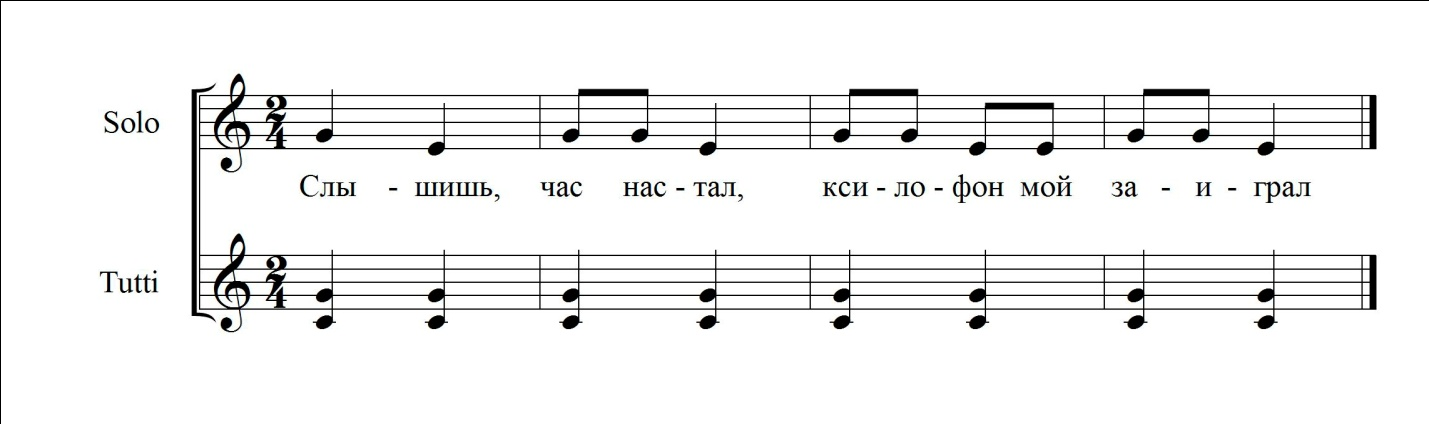 Solo
Слы - шишь, час нас - тал, кси - ло - фон мой за - и - грал
Tutti